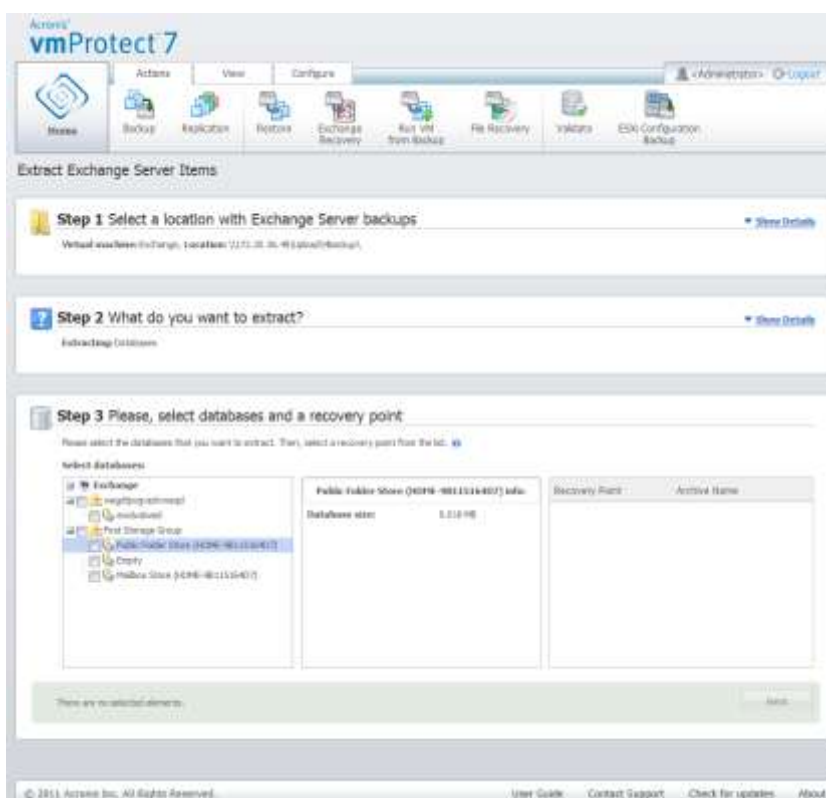 Acronis®
vmProtect 7
Actions View Configure
<Administrator> Logout
Home
Backup
Replication
Restore
Exchange Recovery
Run VM from Backup
File Recovery
Validate
ESXi Configuration Backup
Extract Exchange Server Items
Step 1 Select a location with Exchange Server backups
Show Details
Virtual machine: Exchange, Location:
Step 2 What do you want to extract?
Show Details
Extracting Databases
Step 3 Please, select databases and a recovery point
Please select the databases that you want to extract. Then, select a recovery point from the list.
Select databases:
Exchange
First Storage Group
Public Folder Store
Empty
Mailbox Store
Public Folder Store info:
Database size:
Recovery Point Archive Name
There are no selected elements.
Next
© 2011 Acronis Inc. All Rights Reserved.
User Guide Contact Support Check for updates About